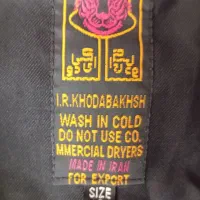 I.R.KHODABAKHSH
WASH IN COLD
DO NOT USE CO.
MMERCIAL DRYERS
MADE IN IRAN
FOR EXPORT
SIZE